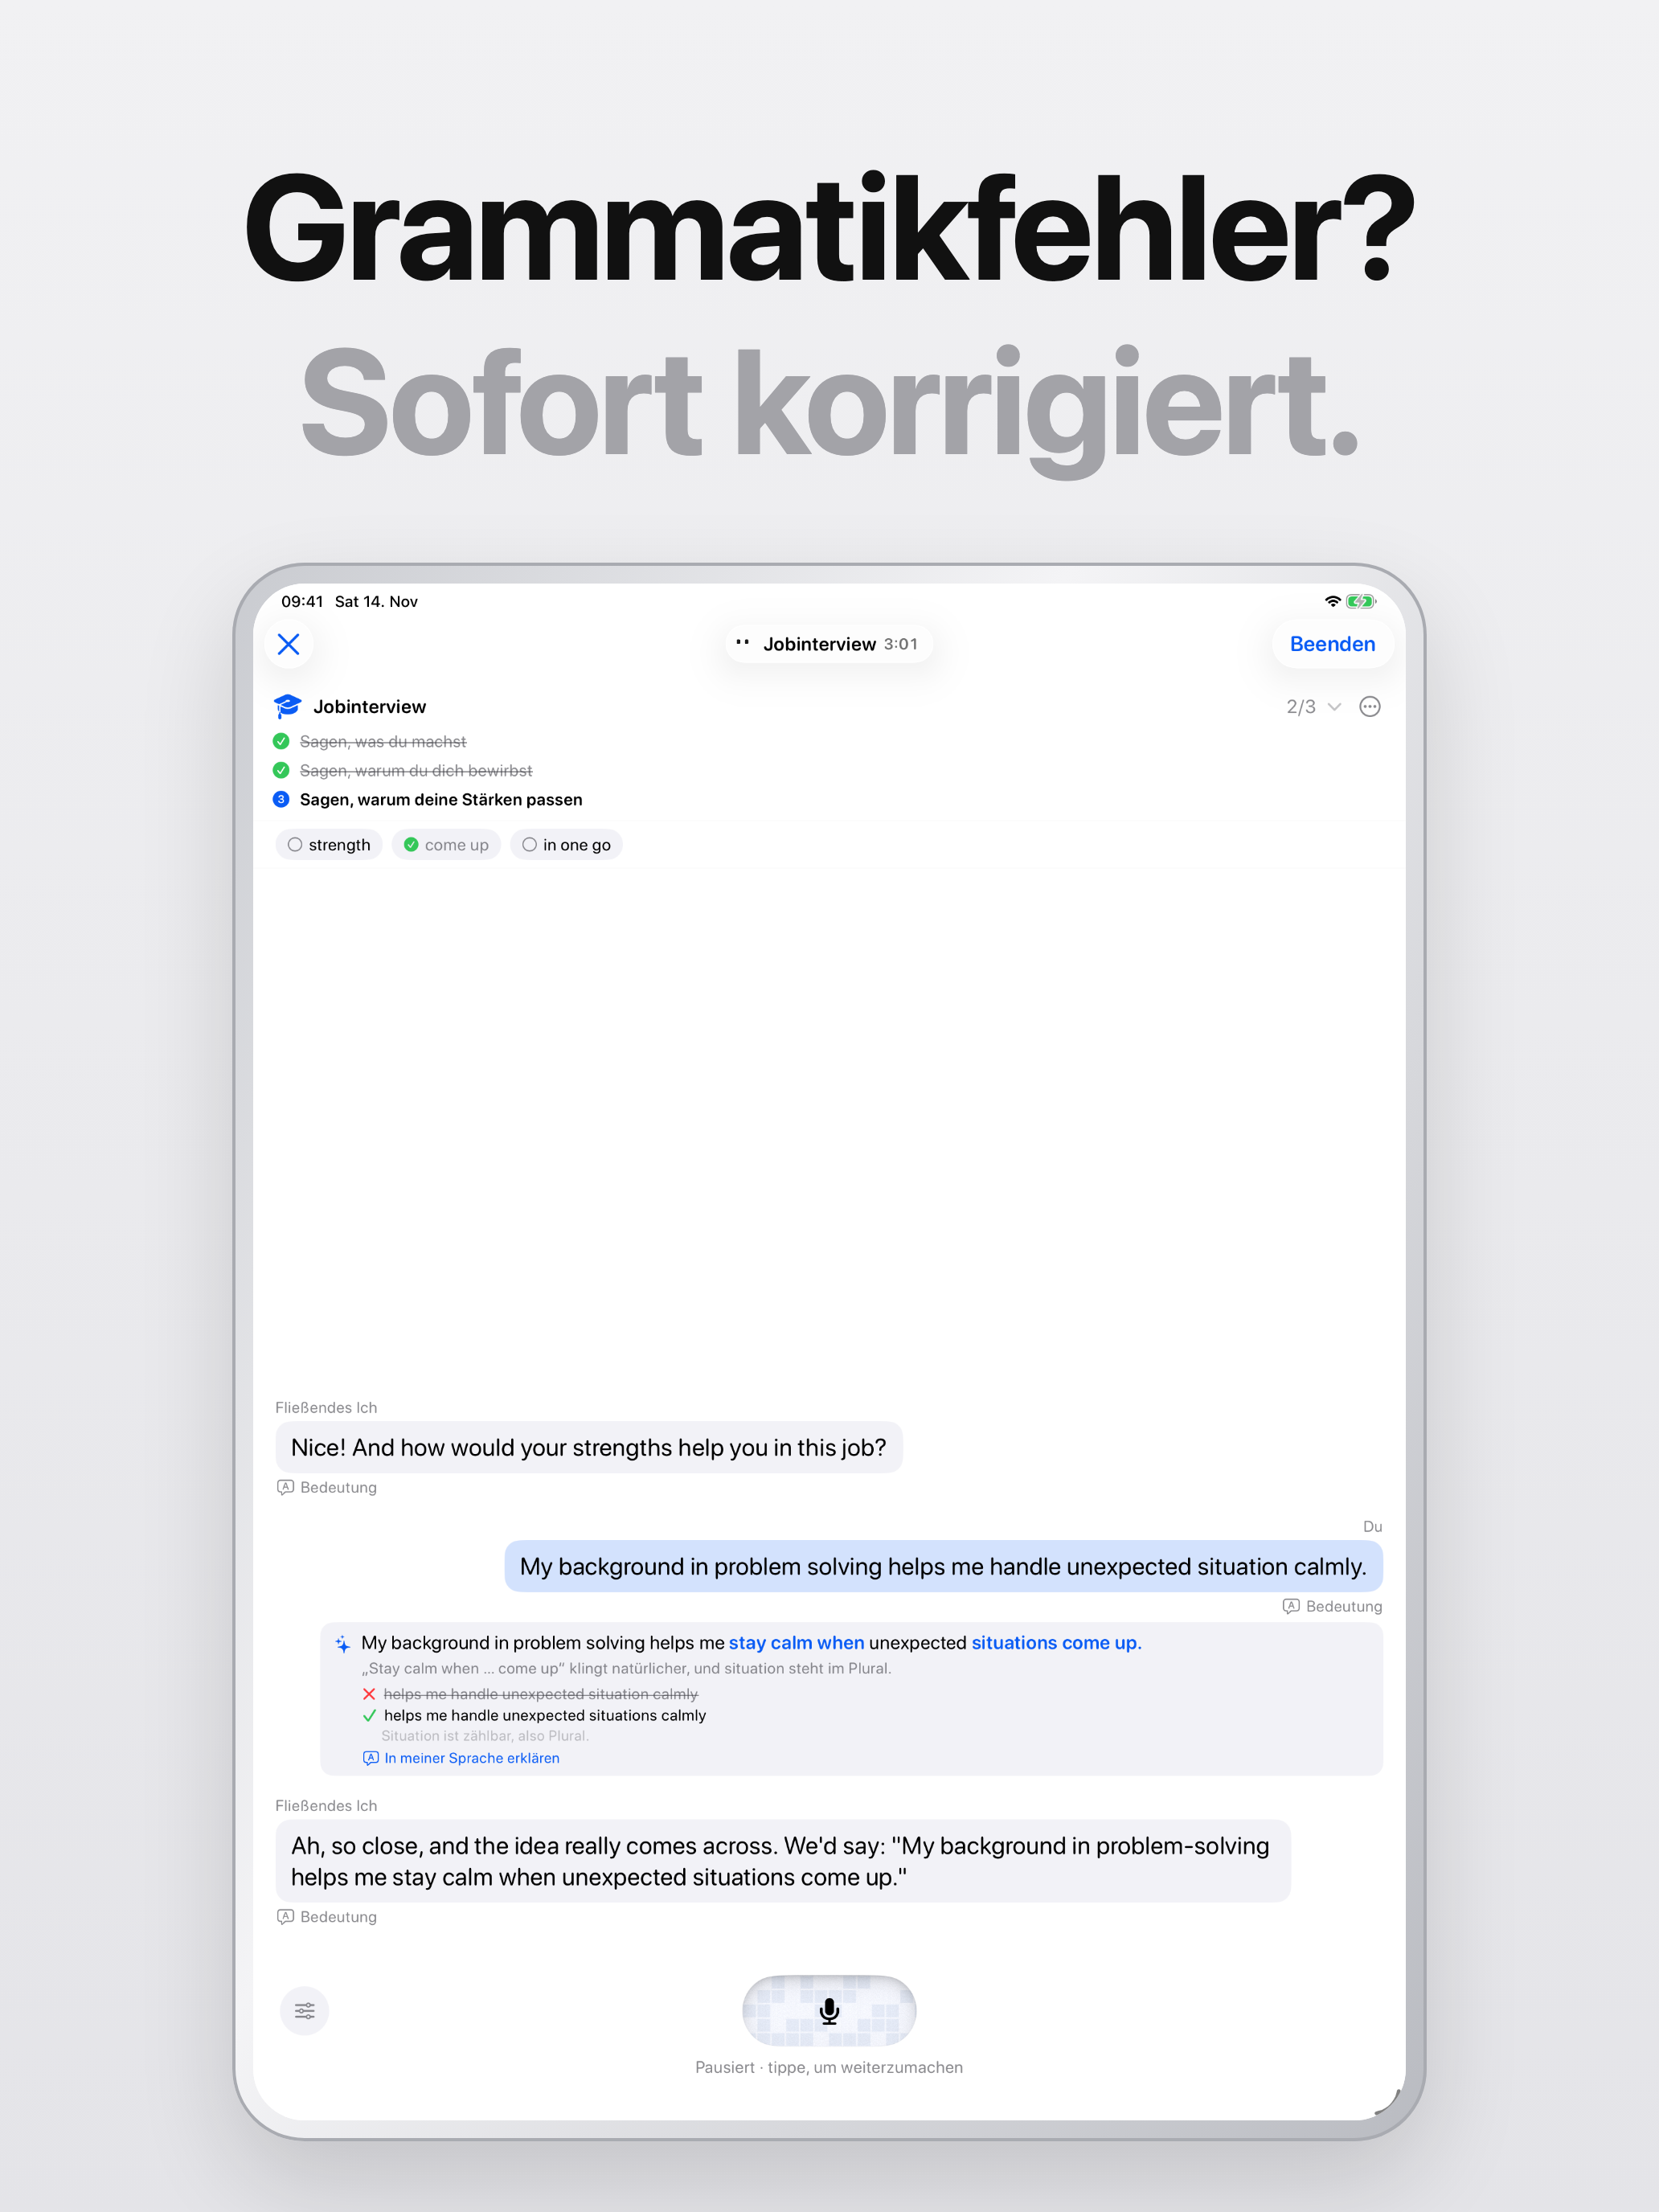 Grammatikfehler?
Sofort korrigiert.
09:41 Sat 14. Nov
Jobinterview 3:01
Beenden
Jobinterview
2/3
Sagen, was du machst
Sagen, warum du dich bewirbst
3 Sagen, warum deine Stärken passen
strength come up in one go
Fließendes Ich
Nice! And how would your strengths help you in this job?
A Bedeutung
Du
My background in problem solving helps me handle unexpected situation calmly.
A Bedeutung
My background in problem solving helps me stay calm when unexpected situations come up.
„Stay calm when ... come up“ klingt natürlicher, und situation steht im Plural.
helps me handle unexpected situation calmly
helps me handle unexpected situations calmly
Situation ist zählbar, also Plural.
A In meiner Sprache erklären
Fließendes Ich
Ah, so close, and the idea really comes across. We'd say: "My background in problem-solving
helps me stay calm when unexpected situations come up."
A Bedeutung
Pausiert · tippe, um weiterzumachen